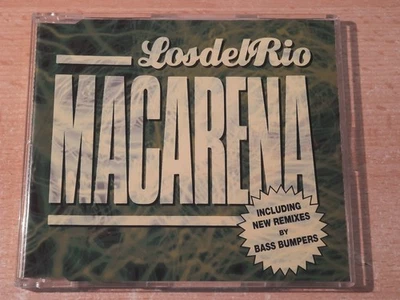 LosdelRio
MACARENA
INCLUDING
NEW REMIXES
BY
BASS BUMPERS